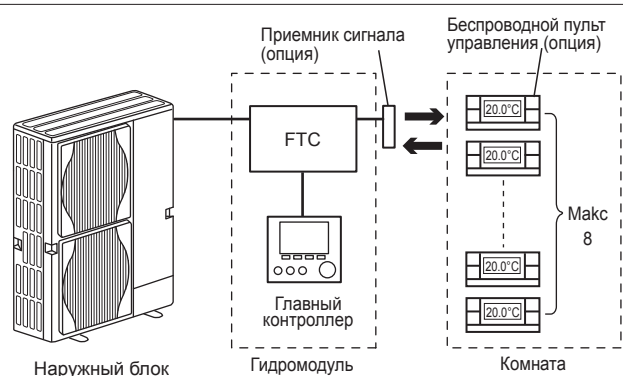 Приемник сигнала
(опция)
Беспроводной пульт
управления (опция)
FTC
20.0°C
20.0°C
20.0°C
20.0°C
Макс
8
Главный
контроллер
Наружный блок
Гидромодуль
Комната